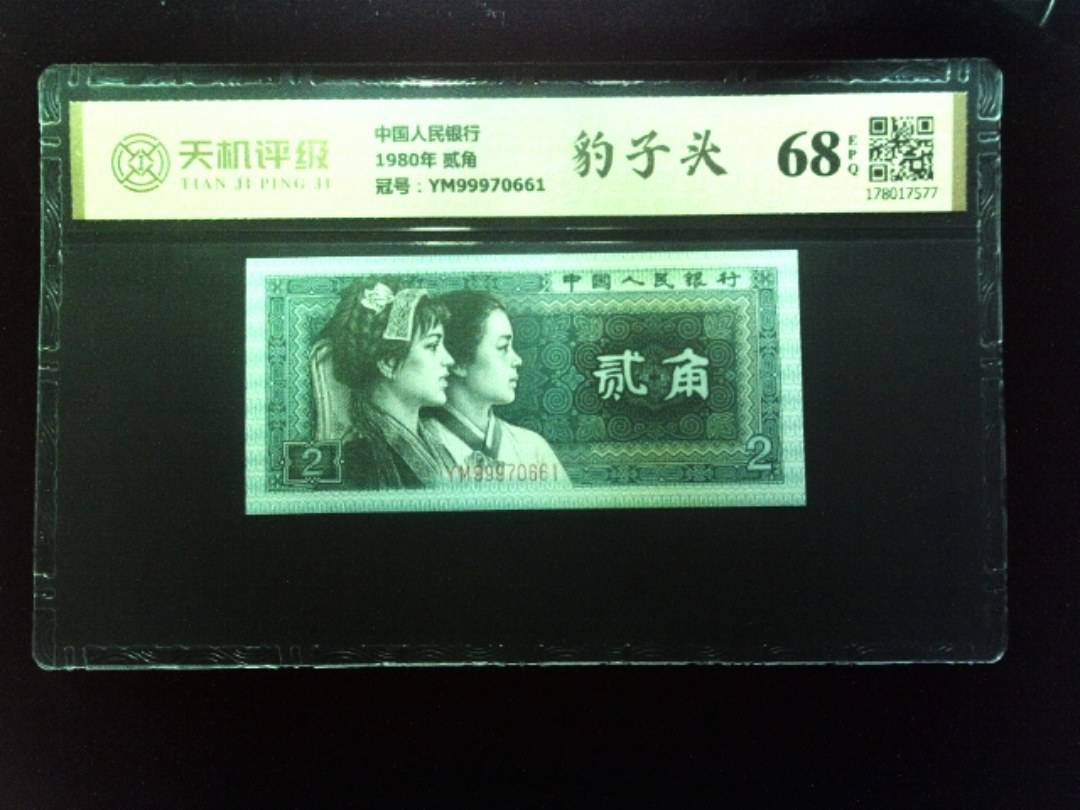 天机评级
TIAN JI PING JI
中国人民银行
1980年 贰角
冠号：YM99970661
豹子头
68
EPQ
178017577
中国人民银行
贰角
2
2
YM99970661